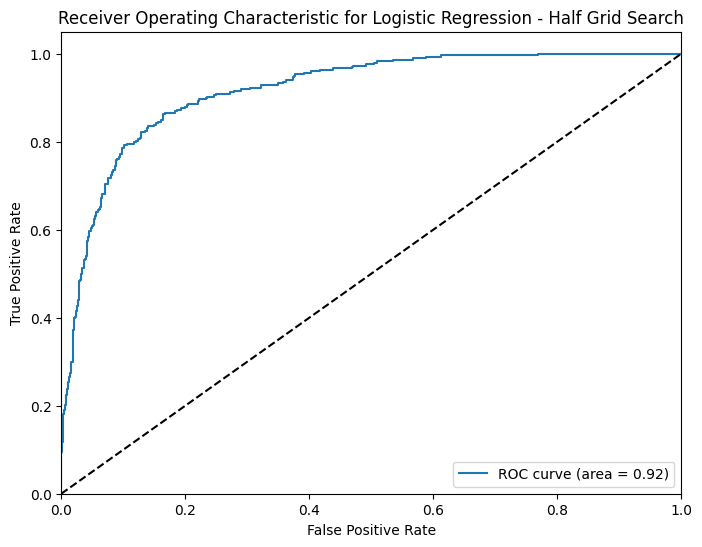 Receiver Operating Characteristic for Logistic Regression - Half Grid Search
1.0
0.8
0.6
0.4
0.2
0.0
True Positive Rate
ROC curve (area = 0.92)
0.0 0.2 0.4 0.6 0.8 1.0
False Positive Rate